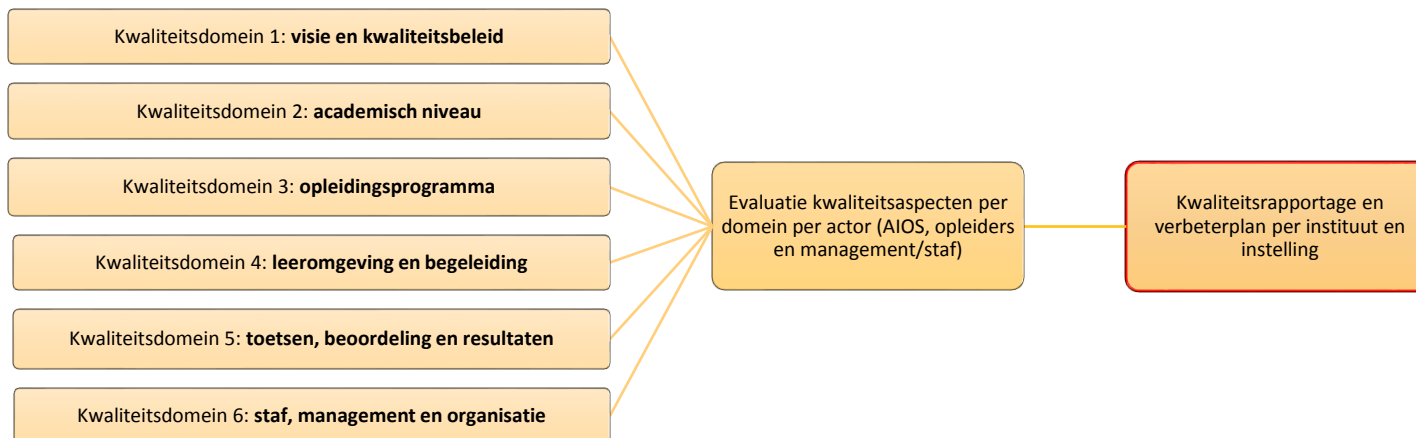 Kwaliteitsdomein 1: visie en kwaliteitsbeleid
Kwaliteitsdomein 2: academisch niveau
Kwaliteitsdomein 3: opleidingsprogramma
Kwaliteitsdomein 4: leeromgeving en begeleiding
Kwaliteitsdomein 5: toetsen, beoordeling en resultaten
Kwaliteitsdomein 6: staf, management en organisatie
Evaluatie kwaliteitsaspecten per
domein per actor (AIOS, opleiders
en management/staf)
Kwaliteitsrapportage en
verbeterplan per instituut en
instelling